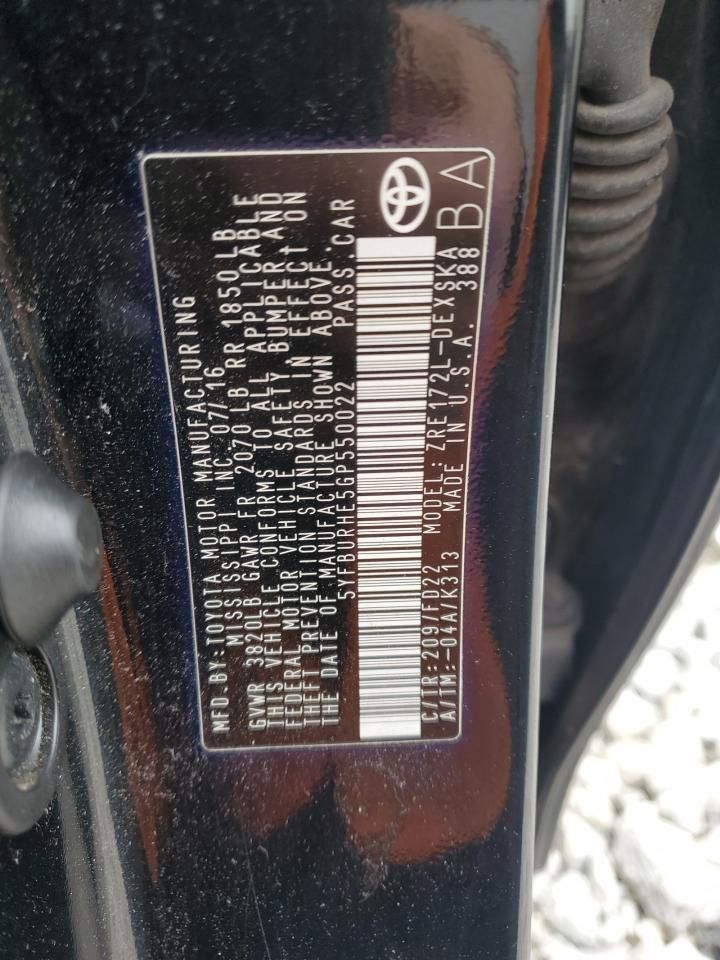 MFD.BY:TOYOTA MOTOR MANUFACTURING
MISSISSIPPI INC 07/16
GVWR 3820LB GAWR FR 2070 LB RR 1850 LB
THIS VEHICLE CONFORMS TO ALL APPLICABLE
FEDERAL MOTOR VEHICLE SAFETY BUMPER AND
THEFT PREVENTION STANDARDS IN EFFECT ON
THE DATE OF MANUFACTURE SHOWN ABOVE.
5YFBURHE5GP550022 PASS.CAR
C/TR:209/FD22 MODEL:ZRE172L-DEXSKA
A/TM:-04A/K313 MADE IN U.S.A. 388
BA